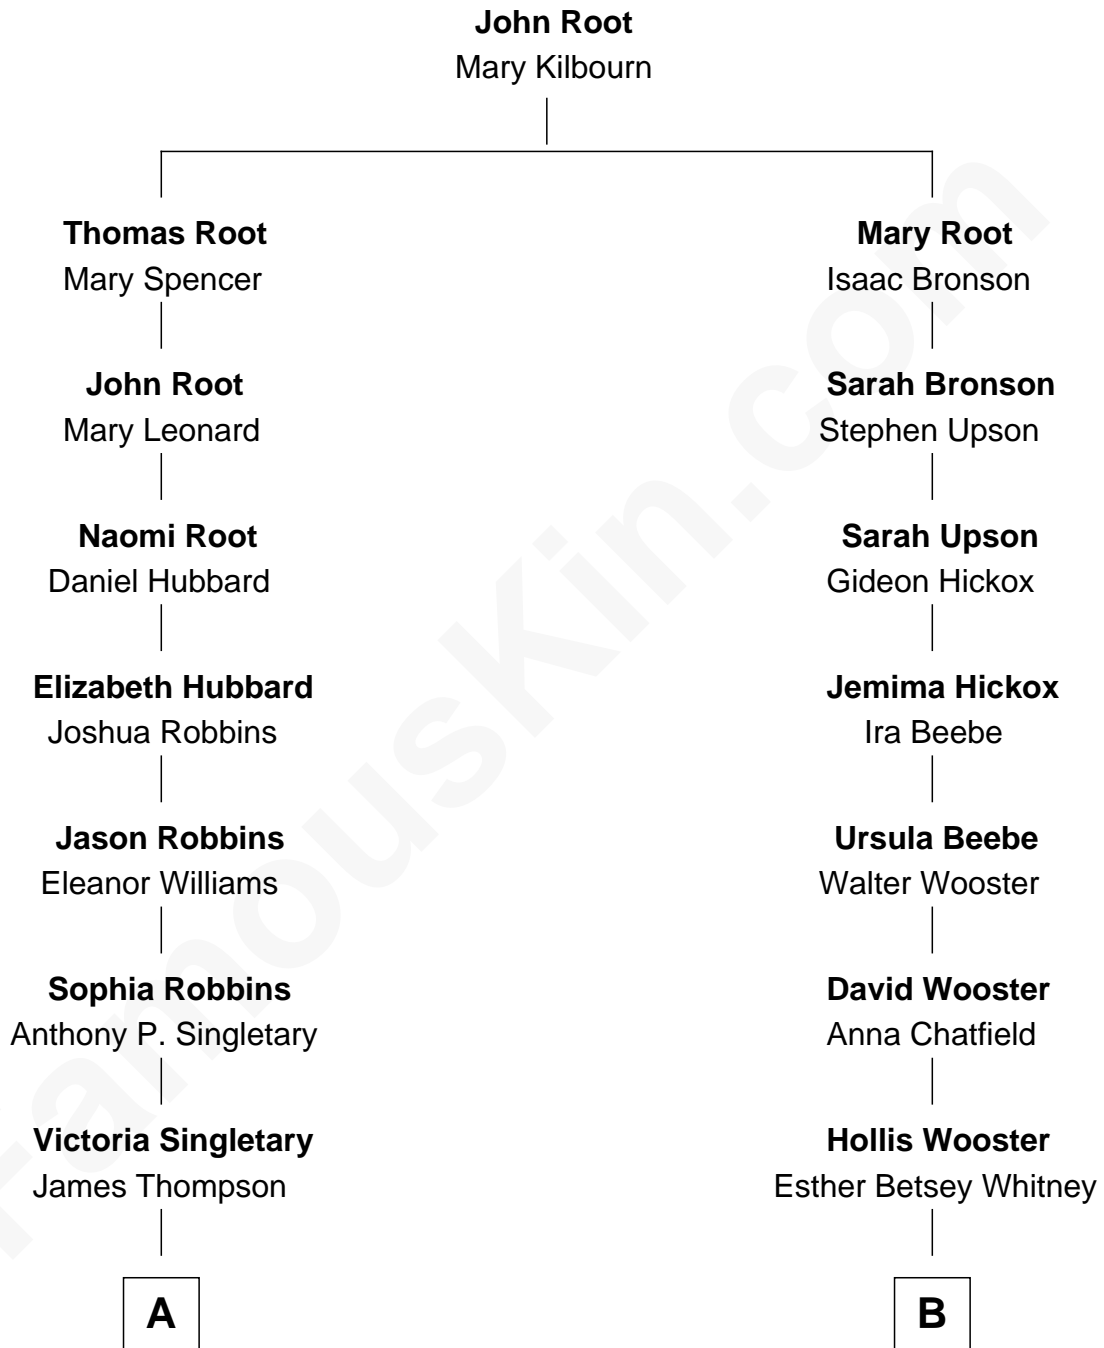 John Root
Mary Kilbourn
Thomas Root
Mary Spencer
Mary Root
Isaac Bronson
John Root
Mary Leonard
Sarah Bronson
Stephen Upson
Naomi Root
Daniel Hubbard
Sarah Upson
Gideon Hickox
Elizabeth Hubbard
Joshua Robbins
Jemima Hickox
Ira Beebe
Jason Robbins
Eleanor Williams
Ursula Beebe
Walter Wooster
Sophia Robbins
Anthony P. Singletary
David Wooster
Anna Chatfield
Victoria Singletary
James Thompson
Hollis Wooster
Esther Betsey Whitney
A
B
FamousKin.com